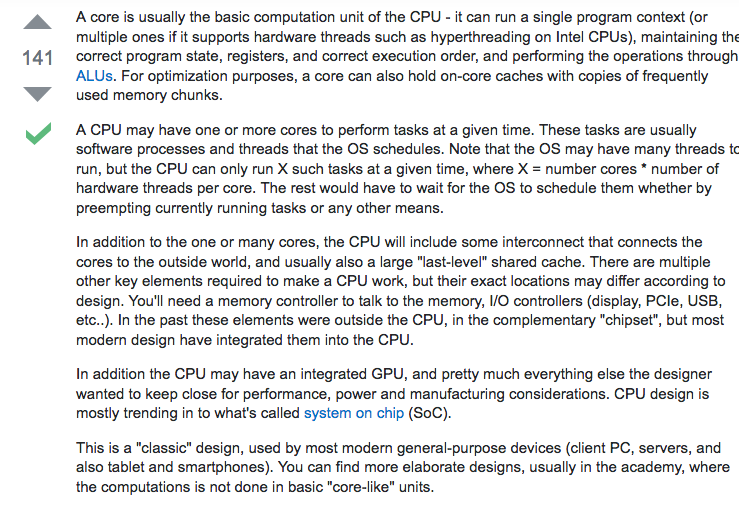 A core is usually the basic computation unit of the CPU - it can run a single program context (or
multiple ones if it supports hardware threads such as hyperthreading on Intel CPUs), maintaining the
141
correct program state, registers, and correct execution order, and performing the operations through
ALUs. For optimization purposes, a core can also hold on-core caches with copies of frequently
used memory chunks.
A CPU may have one or more cores to perform tasks at a given time. These tasks are usually
software processes and threads that the OS schedules. Note that the OS may have many threads to
run, but the CPU can only run X such tasks at a given time, where X = number cores * number of
hardware threads per core. The rest would have to wait for the OS to schedule them whether by
preempting currently running tasks or any other means.
In addition to the one or many cores, the CPU will include some interconnect that connects the
cores to the outside world, and usually also a large "last-level" shared cache. There are multiple
other key elements required to make a CPU work, but their exact locations may differ according to
design. You'll need a memory controller to talk to the memory, I/O controllers (display, PCIe, USB,
etc..). In the past these elements were outside the CPU, in the complementary "chipset", but most
modern design have integrated them into the CPU.
In addition the CPU may have an integrated GPU, and pretty much everything else the designer
wanted to keep close for performance, power and manufacturing considerations. CPU design is
mostly trending in to what's called system on chip (SoC).
This is a "classic" design, used by most modern general-purpose devices (client PC, servers, and
also tablet and smartphones). You can find more elaborate designs, usually in the academy, where
the computations is not done in basic "core-like" units.